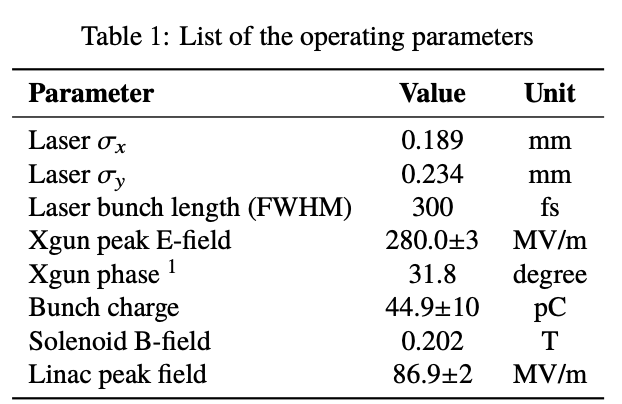 Table 1: List of the operating parameters
Parameter Value Unit
Laser σx 0.189 mm
Laser σy 0.234 mm
Laser bunch length (FWHM) 300 fs
Xgun peak E-field 280.0±3 MV/m
Xgun phase 1 31.8 degree
Bunch charge 44.9±10 pC
Solenoid B-field 0.202 T
Linac peak field 86.9±2 MV/m